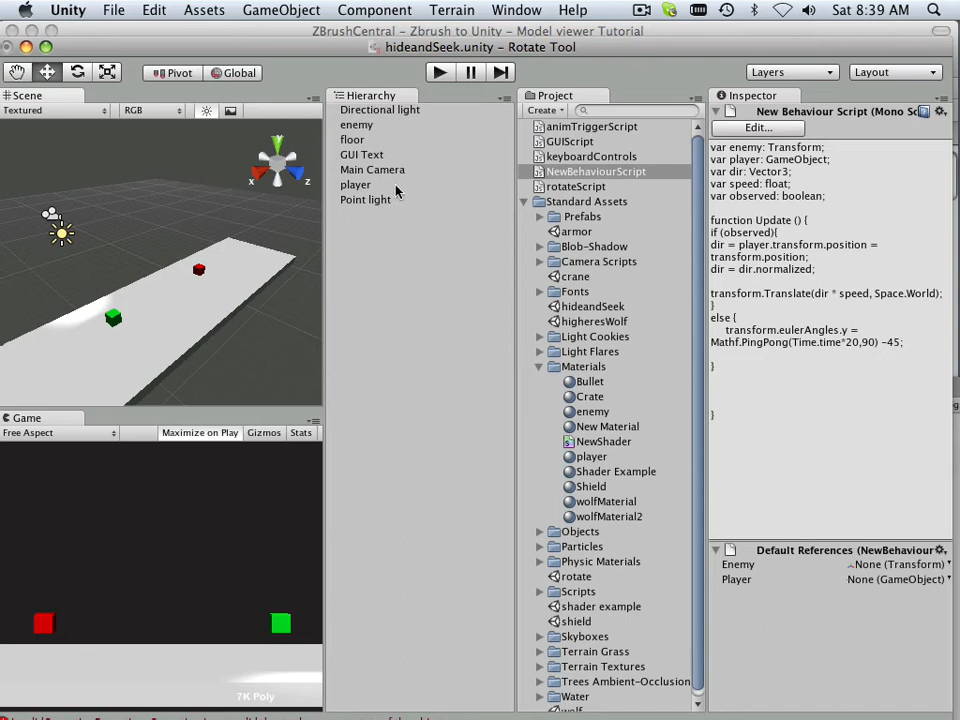 Unity File Edit Assets GameObject Component Terrain Window Help Sat 8:39 AM
ZBrushCentral - Zbrush to Unity - Model viewer Tutorial
hideandSeek.unity - Rotate Tool
Pivot Global Layers Layout
Scene
Textured RGB
y
x z
Game
Free Aspect Maximize on Play Gizmos Stats
7K Poly
Hierarchy
Directional light
enemy
floor
GUI Text
Main Camera
player
Point light
Project
Create
animTriggerScript
GUIScript
keyboardControls
NewBehaviourScript
rotateScript
Standard Assets
Prefabs
armor
Blob-Shadow
Camera Scripts
crane
Fonts
hideandSeek
higheresWolf
Light Cookies
Light Flares
Materials
Bullet
Crate
enemy
New Material
NewShader
player
Shader Example
Shield
wolfMaterial
wolfMaterial2
Objects
Particles
Physic Materials
rotate
Scripts
shader example
shield
Skyboxes
Terrain Grass
Terrain Textures
Trees Ambient-Occlusion
Water
Inspector
New Behaviour Script (Mono Sc
Edit...
var enemy: Transform;
var player: GameObject;
var dir: Vector3;
var speed: float;
var observed: boolean;
function Update () {
if (observed){
dir = player.transform.position =
transform.position;
dir = dir.normalized;
transform.Translate(dir * speed, Space.World);
}
else {
transform.eulerAngles.y =
Mathf.PingPong(Time.time*20,90) -45;
}
}
Default References (NewBehaviour
Enemy None (Transform)
Player None (GameObject)